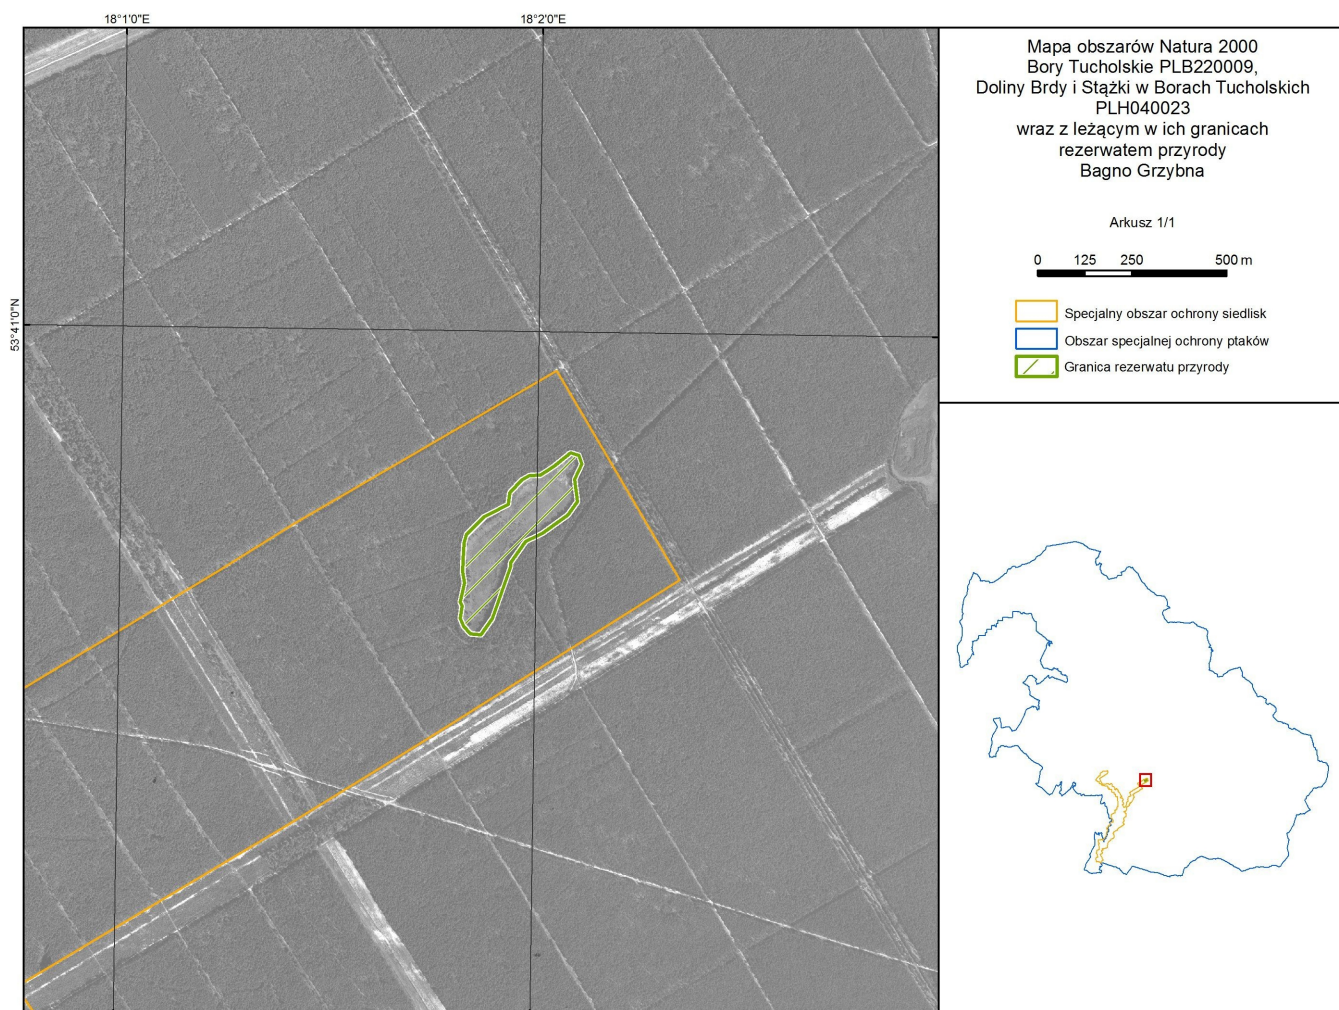 18°1'0"E
18°2'0"E
53°41'0"N
Mapa obszarów Natura 2000
Bory Tucholskie PLB220009,
Doliny Brdy i Stążki w Borach Tucholskich
PLH040023
wraz z leżącym w ich granicach
rezerwatem przyrody
Bagno Grzybna
Arkusz 1/1
0 125 250 500 m
Specjalny obszar ochrony siedlisk
Obszar specjalnej ochrony ptaków
Granica rezerwatu przyrody